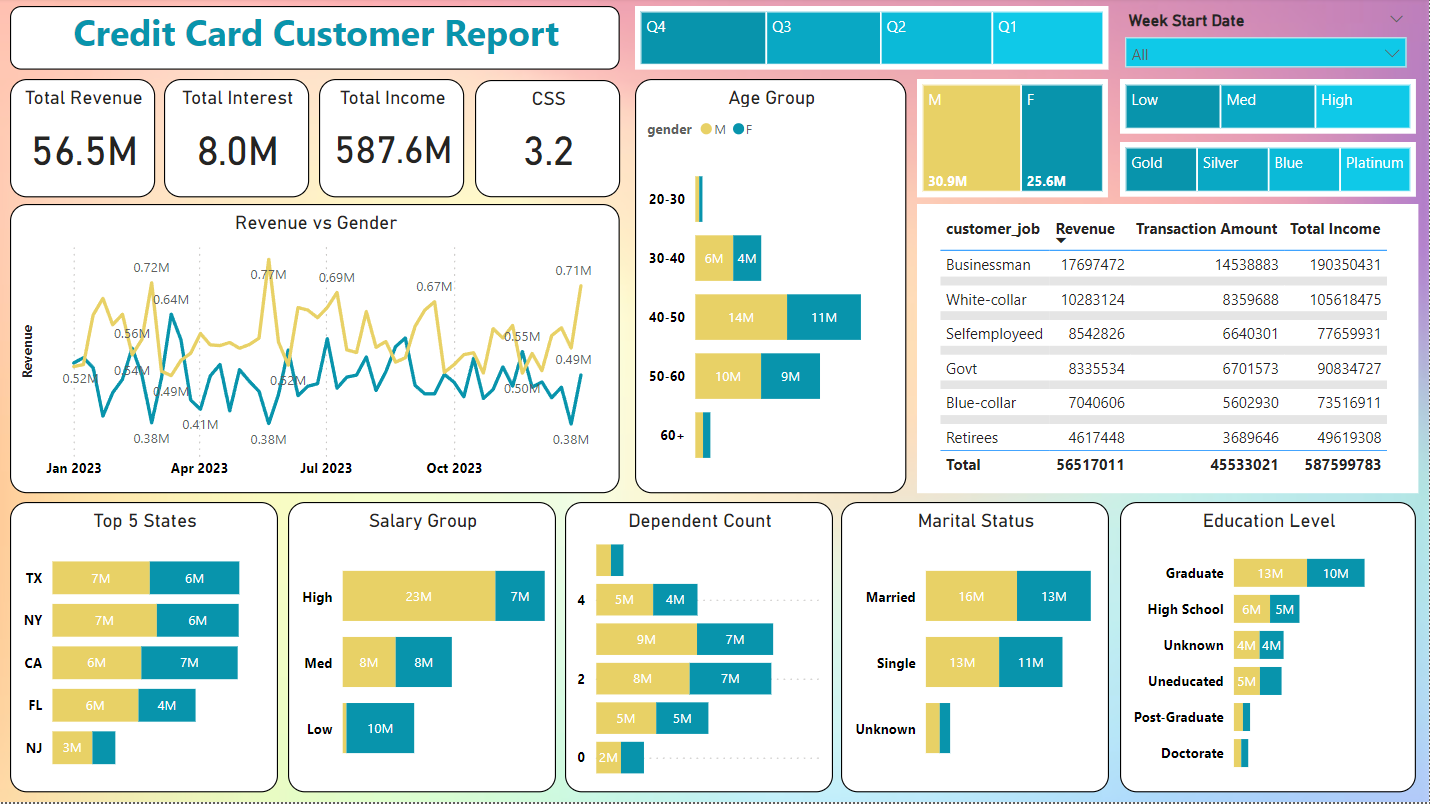 Credit Card Customer Report
Q4 Q3 Q2 Q1
Week Start Date
All
Total Revenue
56.5M
Total Interest
8.0M
Total Income
587.6M
CSS
3.2
Age Group
gender M F
20-30
30-40 6M 4M
40-50 14M 11M
50-60 10M 9M
60+
M F
30.9M 25.6M
Low Med High
Gold Silver Blue Platinum
Revenue vs Gender
Revenue
0.72M
0.77M
0.69M
0.71M
0.64M
0.67M
0.56M
0.55M
0.52M
0.54M
0.49M
0.52M
0.50M
0.49M
0.38M
0.41M
0.38M
0.38M
Jan 2023 Apr 2023 Jul 2023 Oct 2023
customer_job Revenue Transaction Amount Total Income
Businessman 17697472 14538883 190350431
White-collar 10283124 8359688 105618475
Selfemployeed 8542826 6640301 77659931
Govt 8335534 6701573 90834727
Blue-collar 7040606 5602930 73516911
Retirees 4617448 3689646 49619308
Total 56517011 45533021 587599783
Top 5 States
TX 7M 6M
NY 7M 6M
CA 6M 7M
FL 6M 4M
NJ 3M
Salary Group
High 23M 7M
Med 8M 8M
Low 10M
Dependent Count
4 5M 4M
9M 7M
2 8M 7M
5M 5M
0 2M
Marital Status
Married 16M 13M
Single 13M 11M
Unknown
Education Level
Graduate 13M 10M
High School 6M 5M
Unknown 4M 4M
Uneducated 5M
Post-Graduate
Doctorate